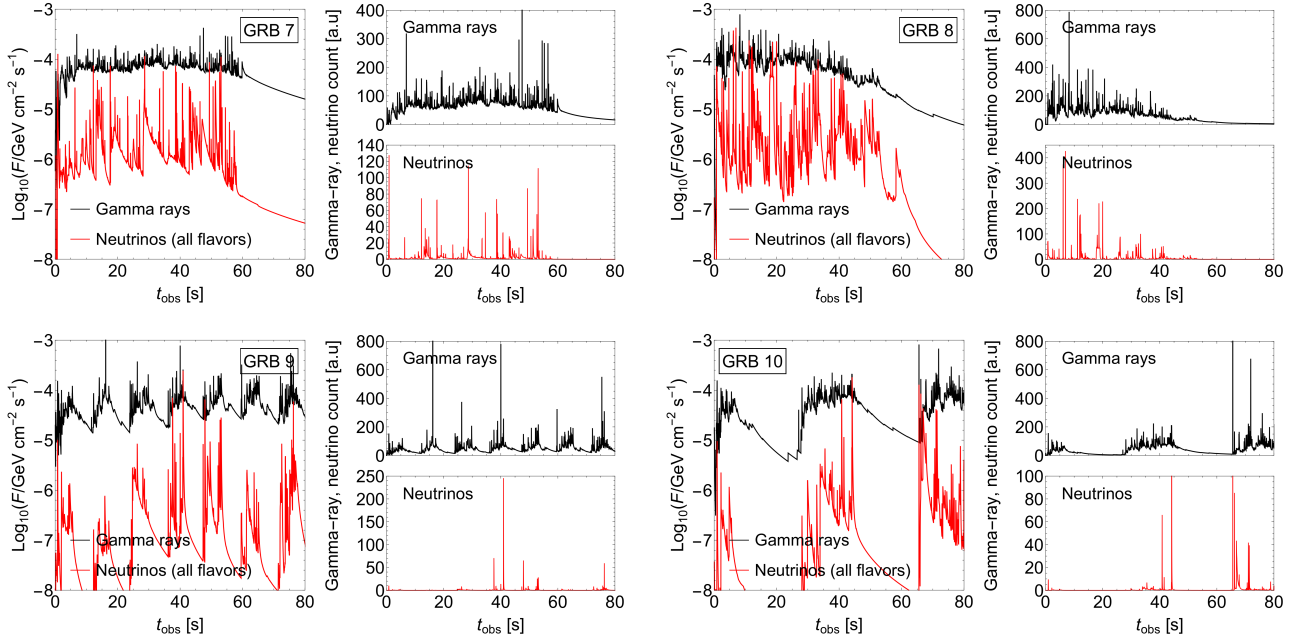 GRB 7
Log10(F/GeV cm−2 s−1)
−3
−4
−5
−6
−7
−8
Gamma rays
Neutrinos (all flavors)
0 20 40 60 80
tobs [s]
Gamma−ray, neutrino count [a.u]
Gamma rays
400
300
200
100
0
Neutrinos
140
120
100
80
60
40
20
0
0 20 40 60 80
tobs [s]
GRB 8
Log10(F/GeV cm−2 s−1)
−3
−4
−5
−6
−7
−8
Gamma rays
Neutrinos (all flavors)
0 20 40 60 80
tobs [s]
Gamma−ray, neutrino count [a.u]
Gamma rays
800
600
400
200
0
Neutrinos
400
300
200
100
0
0 20 40 60 80
tobs [s]
GRB 9
Log10(F/GeV cm−2 s−1)
−3
−4
−5
−6
−7
−8
Gamma rays
Neutrinos (all flavors)
0 20 40 60 80
tobs [s]
Gamma−ray, neutrino count [a.u]
Gamma rays
800
600
400
200
0
Neutrinos
250
200
150
100
50
0
0 20 40 60 80
tobs [s]
GRB 10
Log10(F/GeV cm−2 s−1)
−3
−4
−5
−6
−7
−8
Gamma rays
Neutrinos (all flavors)
0 20 40 60 80
tobs [s]
Gamma−ray, neutrino count [a.u]
Gamma rays
800
600
400
200
0
Neutrinos
100
80
60
40
20
0
0 20 40 60 80
tobs [s]